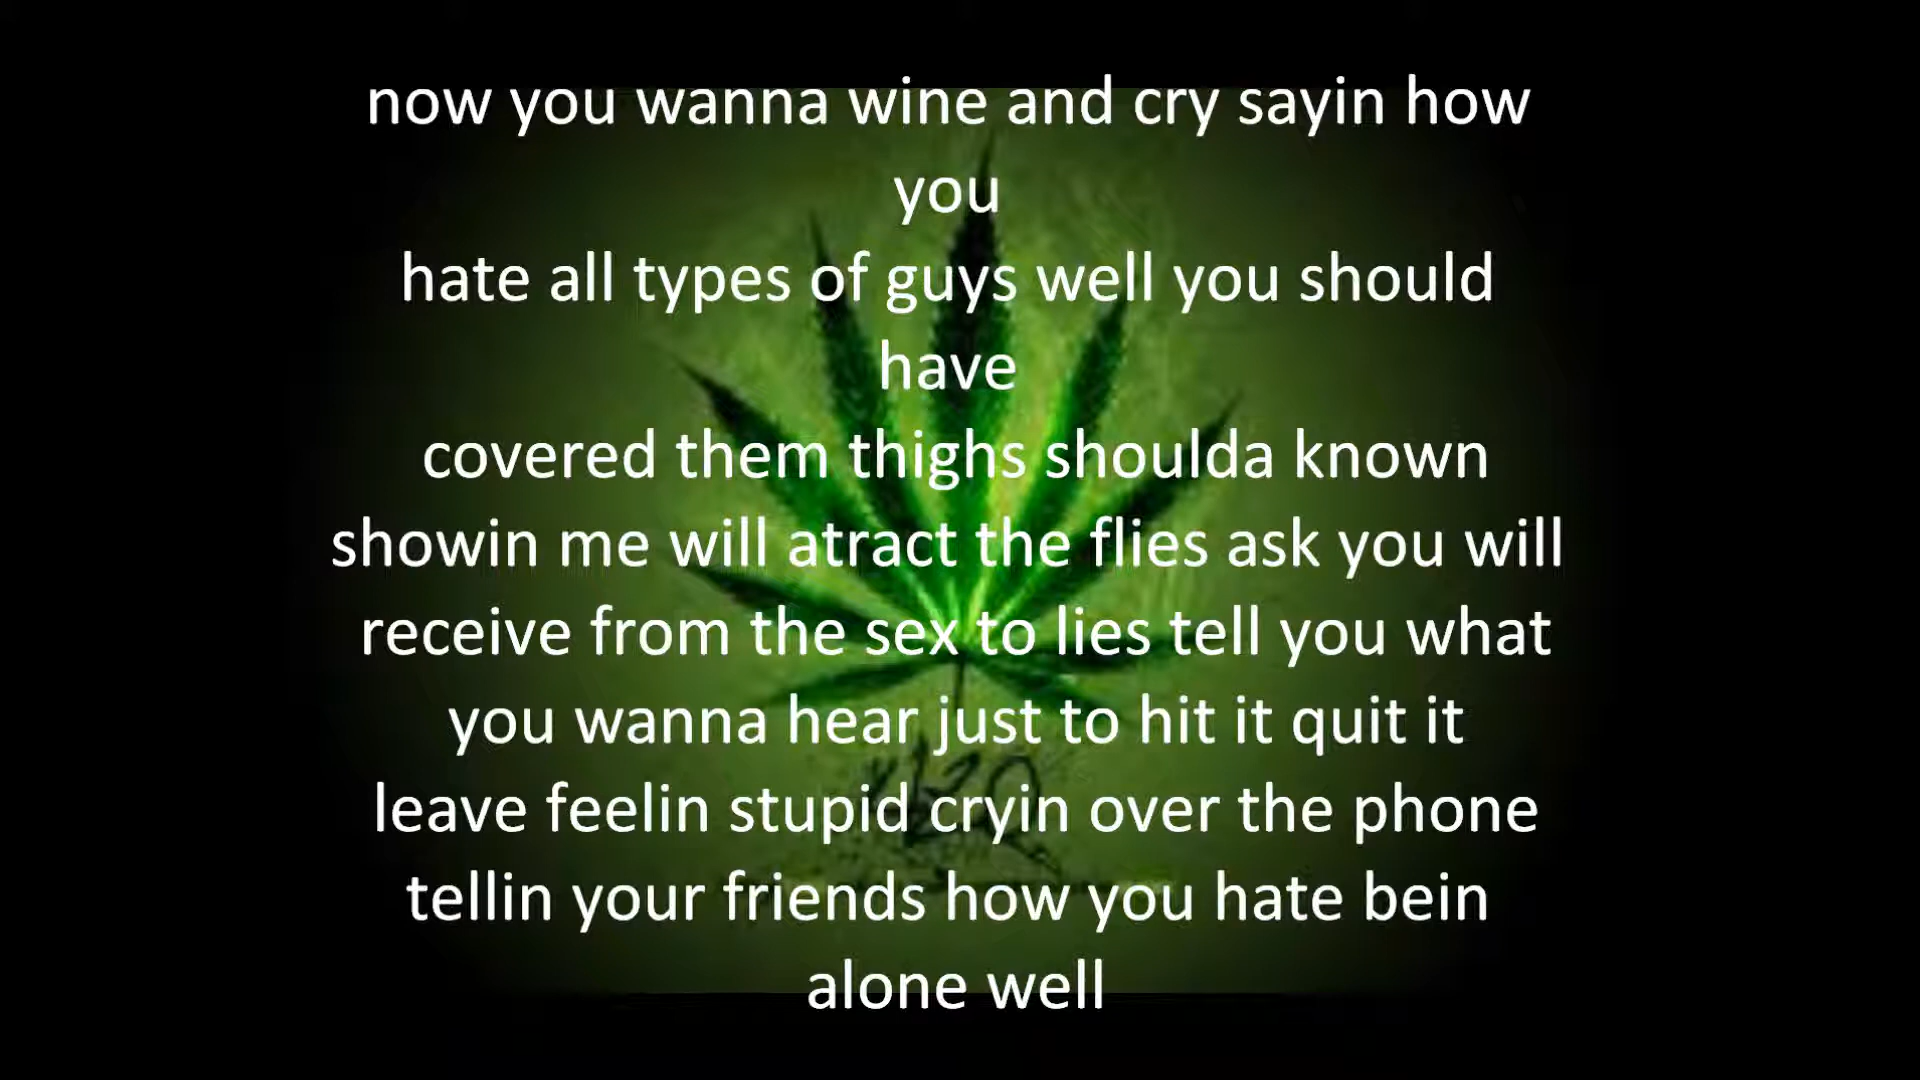 now you wanna wine and cry sayin how
you
hate all types of guys well you should
have
covered them thighs shoulda known
showin me will atract the flies ask you will
receive from the sex to lies tell you what
you wanna hear just to hit it quit it
leave feelin stupid cryin over the phone
tellin your friends how you hate bein
alone well